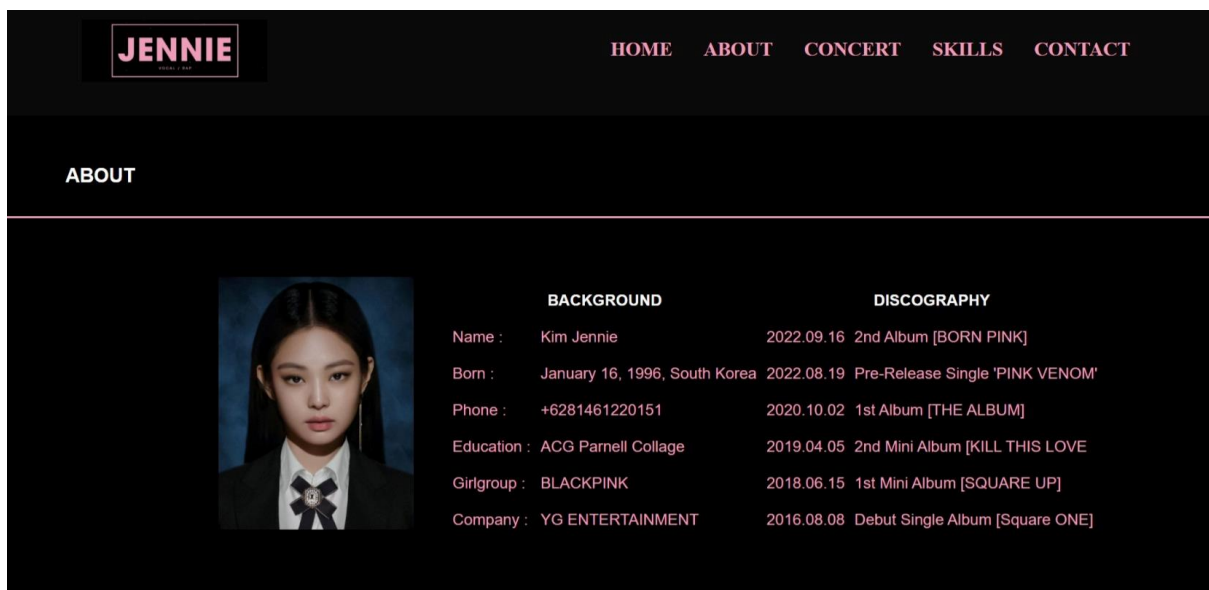 JENNIE
VOCAL & RAP
HOME ABOUT CONCERT SKILLS CONTACT
ABOUT
BACKGROUND DISCOGRAPHY
Name : Kim Jennie 2022.09.16 2nd Album [BORN PINK]
Born : January 16, 1996, South Korea 2022.08.19 Pre-Release Single 'PINK VENOM'
Phone : +6281461220151 2020.10.02 1st Album [THE ALBUM]
Education : ACG Parnell Collage 2019.04.05 2nd Mini Album [KILL THIS LOVE
Girlgroup : BLACKPINK 2018.06.15 1st Mini Album [SQUARE UP]
Company : YG ENTERTAINMENT 2016.08.08 Debut Single Album [Square ONE]